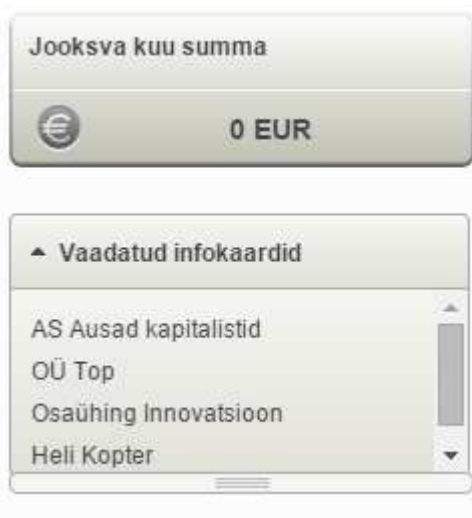 Jooksva kuu summa
€ 0 EUR
Vaadatud infokaardid
AS Ausad kapitalistid
OÜ Top
Osaühing Innovatsioon
Heli Kopter